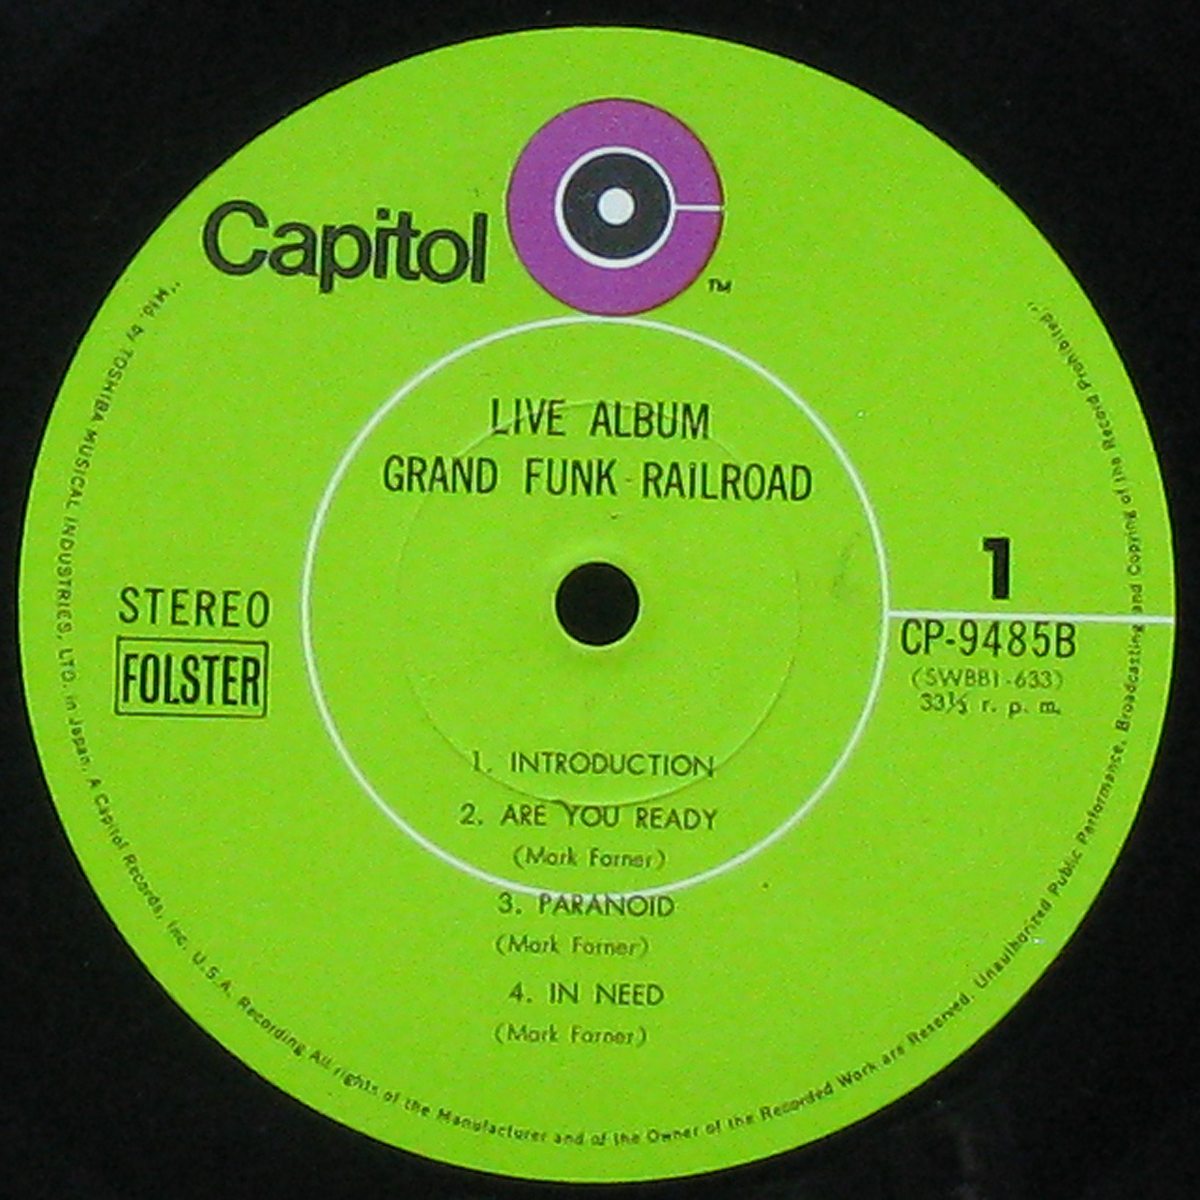 Capitol
TM
LIVE ALBUM
GRAND FUNK RAILROAD
STEREO
FOLSTER
1
CP-9485B
(SWBB1-633)
33⅓ r. p. m.
1. INTRODUCTION
2. ARE YOU READY
(Mark Farner)
3. PARANOID
(Mark Farner)
4. IN NEED
(Mark Farner)
"Mfd. by TOSHIBA MUSICAL INDUSTRIES, LTD. in Japan, A Capitol Records, Inc. U.S.A. Recording All rights of the Manufacturer and of the Owner of the Recorded Work are Reserved. Unauthorized Public Performance, Broadcasting and Copying of the Record Prohibited."